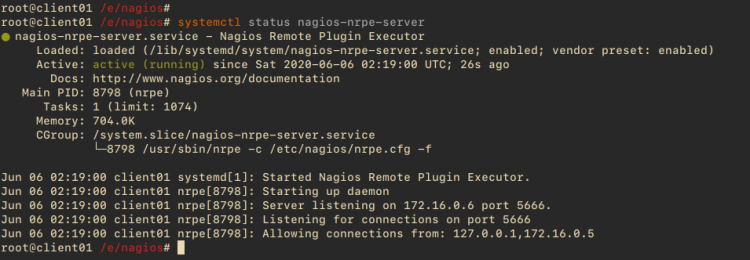 root@client01 /e/nagios#
root@client01 /e/nagios# systemctl status nagios-nrpe-server
● nagios-nrpe-server.service - Nagios Remote Plugin Executor
     Loaded: loaded (/lib/systemd/system/nagios-nrpe-server.service; enabled; vendor preset: enabled)
     Active: active (running) since Sat 2020-06-06 02:19:00 UTC; 26s ago
       Docs: http://www.nagios.org/documentation
   Main PID: 8798 (nrpe)
      Tasks: 1 (limit: 1074)
     Memory: 704.0K
     CGroup: /system.slice/nagios-nrpe-server.service
             └─8798 /usr/sbin/nrpe -c /etc/nagios/nrpe.cfg -f

Jun 06 02:19:00 client01 systemd[1]: Started Nagios Remote Plugin Executor.
Jun 06 02:19:00 client01 nrpe[8798]: Starting up daemon
Jun 06 02:19:00 client01 nrpe[8798]: Server listening on 172.16.0.6 port 5666.
Jun 06 02:19:00 client01 nrpe[8798]: Listening for connections on port 5666
Jun 06 02:19:00 client01 nrpe[8798]: Allowing connections from: 127.0.0.1,172.16.0.5
root@client01 /e/nagios#